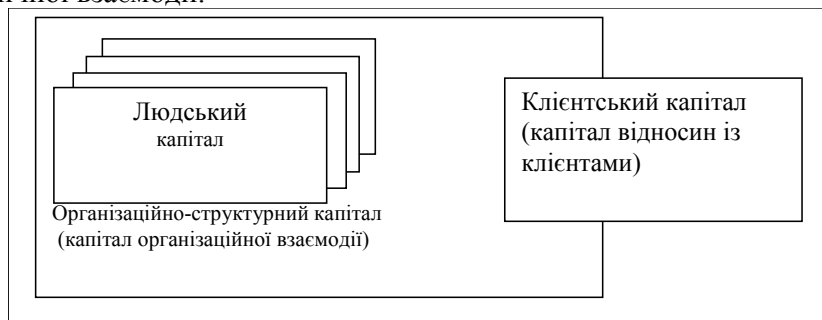 Людський
капітал
Організаційно-структурний капітал
(капітал організаційної взаємодії)
Клієнтський капітал
(капітал відносин із
клієнтами)